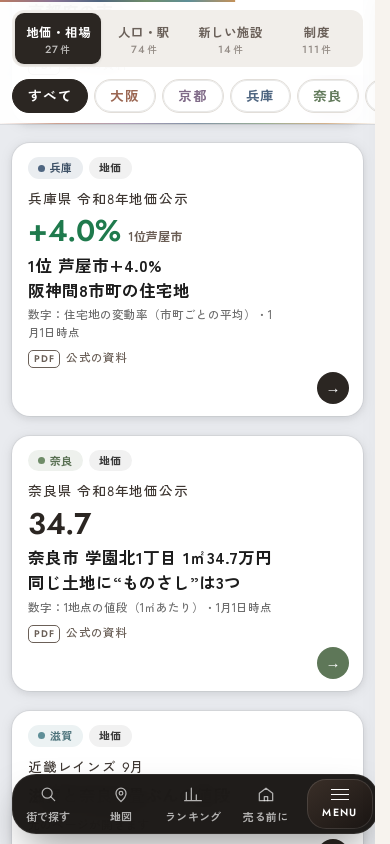 地価・相場
27件
人口・駅
74件
新しい施設
14件
制度
111件
すべて
大阪
京都
兵庫
奈良
兵庫
地価
兵庫県 令和8年地価公示
+4.0% 1位芦屋市
1位 芦屋市+4.0%
阪神間8市町の住宅地
数字：住宅地の変動率（市町ごとの平均）・1
月1日時点
PDF 公式の資料
→
奈良
地価
奈良県 令和8年地価公示
34.7
奈良市 学園北1丁目 1㎡34.7万円
同じ土地に“ものさし”は3つ
数字：1地点の値段（1㎡あたり）・1月1日時点
PDF 公式の資料
→
滋賀
地価
近畿レインズ 9月
街で探す
地図
ランキング
売る前に
MENU